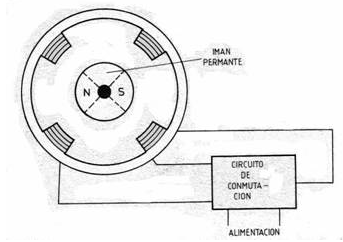 IMAN
PERMANTE
N S
CIRCUITO
DE
CONMUTA-
CION
ALIMENTACION